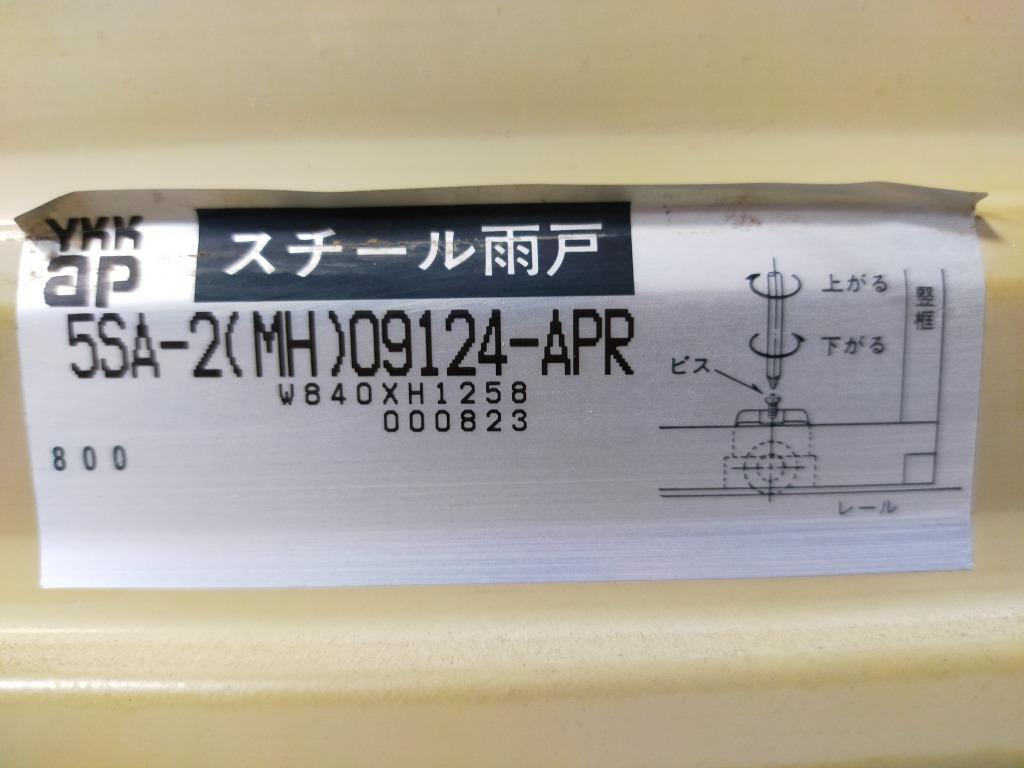 YKK
ap
スチール雨戸
5SA-2(MH)09124-APR
W840XH1258
000823
800
上がる
下がる
ビス
竪框
レール